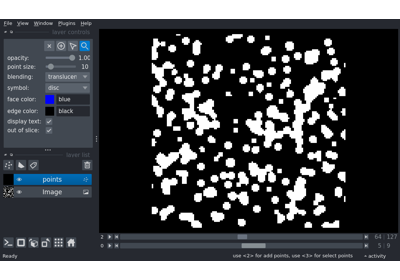 File View Window Plugins Help
layer controls
opacity: 1.00
point size: 10
blending: translucen
symbol: disc
face color: blue
edge color: black
display text:
out of slice:
layer list
points
Image
2 64 127
0 5 9
Ready use <2> for add points, use <3> for select points activity